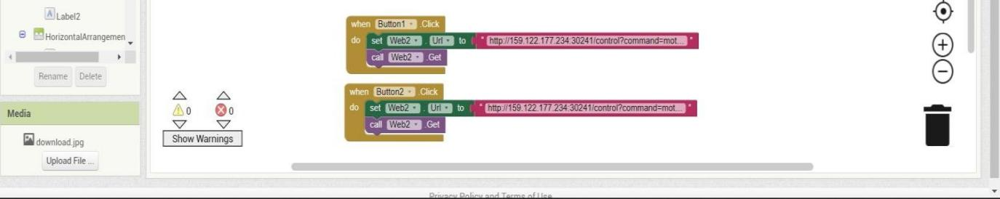 Label2
HorizontalArrangemen
Rename Delete
Media
download.jpg
Upload File ...
0 0
Show Warnings
when Button1 .Click
do set Web2 . Url to " http://159.122.177.234:30241/control?command=mot... "
call Web2 .Get
when Button2 .Click
do set Web2 . Url to " http://159.122.177.234:30241/control?command=mot... "
call Web2 .Get
Privacy Policy and Terms of Use